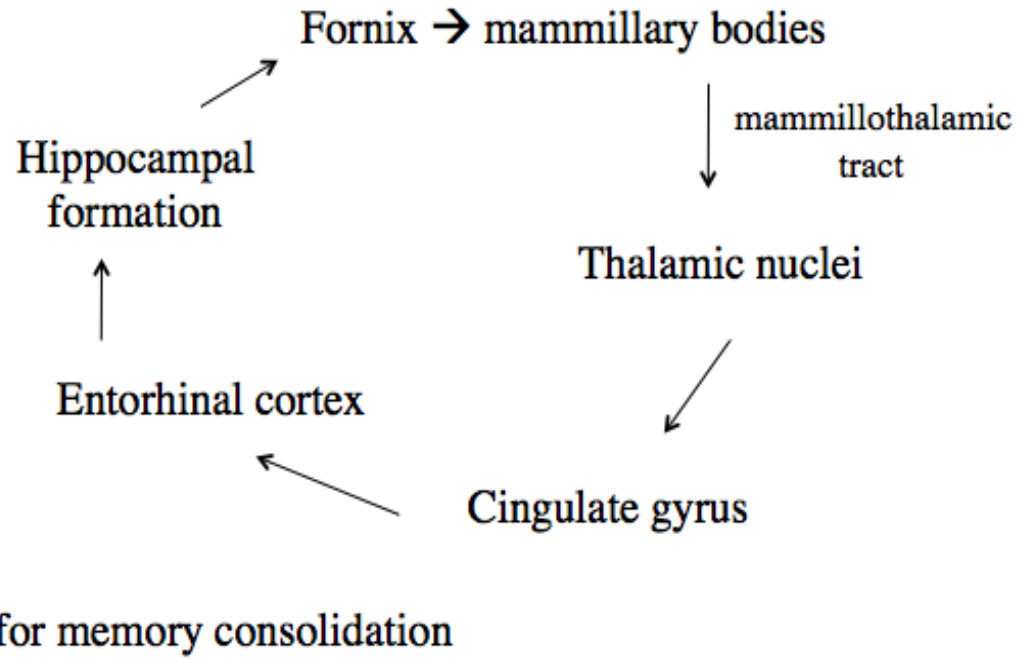 Fornix → mammillary bodies
mammillothalamic
tract
Hippocampal
formation
Thalamic nuclei
Entorhinal cortex
Cingulate gyrus
for memory consolidation